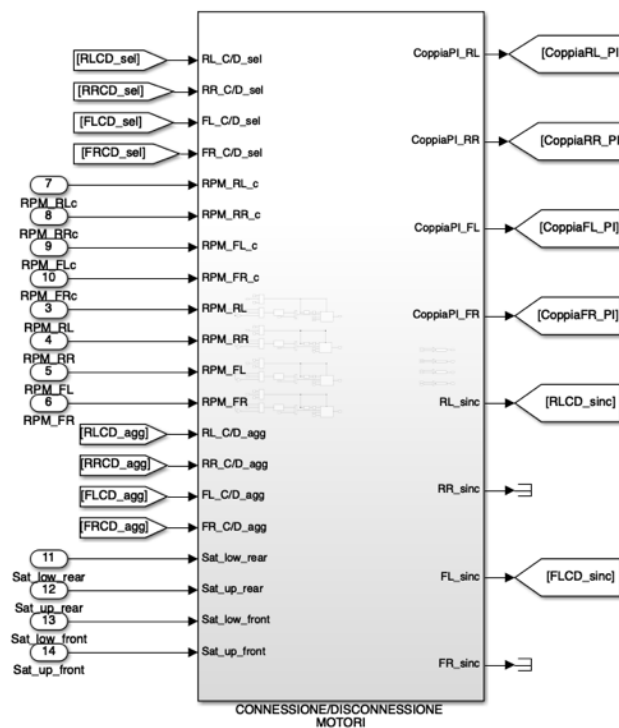 [RLCD_sel]
[RRCD_sel]
[FLCD_sel]
[FRCD_sel]
7
RPM_RLc
8
RPM_RRc
9
RPM_FLc
10
RPM_FRc
3
RPM_RL
4
RPM_RR
5
RPM_FL
6
RPM_FR
[RLCD_agg]
[RRCD_agg]
[FLCD_agg]
[FRCD_agg]
11
Sat_low_rear
12
Sat_up_rear
13
Sat_low_front
14
Sat_up_front
RL_C/D_sel
RR_C/D_sel
FL_C/D_sel
FR_C/D_sel
RPM_RL_c
RPM_RR_c
RPM_FL_c
RPM_FR_c
RPM_RL
RPM_RR
RPM_FL
RPM_FR
RL_C/D_agg
RR_C/D_agg
FL_C/D_agg
FR_C/D_agg
Sat_low_rear
Sat_up_rear
Sat_low_front
Sat_up_front
CoppiaPI_RL
CoppiaPI_RR
CoppiaPI_FL
CoppiaPI_FR
RL_sinc
RR_sinc
FL_sinc
FR_sinc
[CoppiaRL_PI]
[CoppiaRR_PI]
[CoppiaFL_PI]
[CoppiaFR_PI]
[RLCD_sinc]
[FLCD_sinc]
CONNESSIONE/DISCONNESSIONE
MOTORI